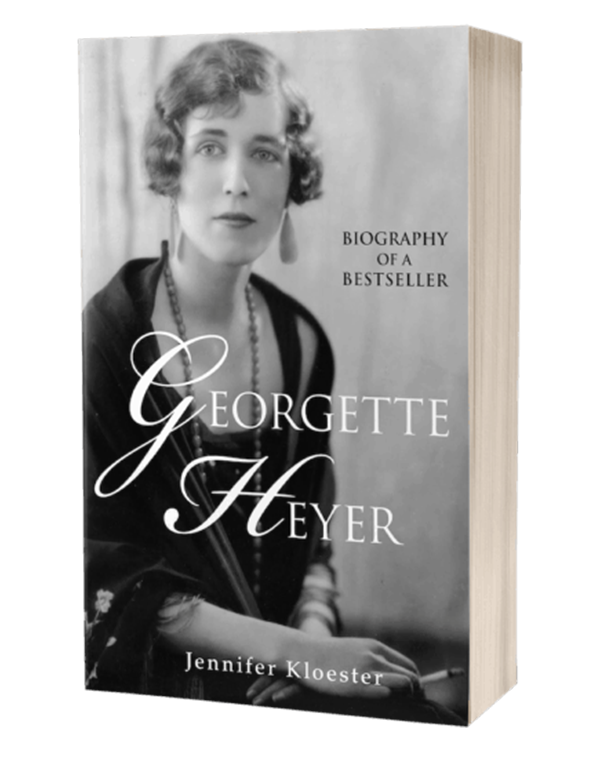 BIOGRAPHY
OF A
BESTSELLER
GEORGETTE
HEYER
Jennifer Kloester